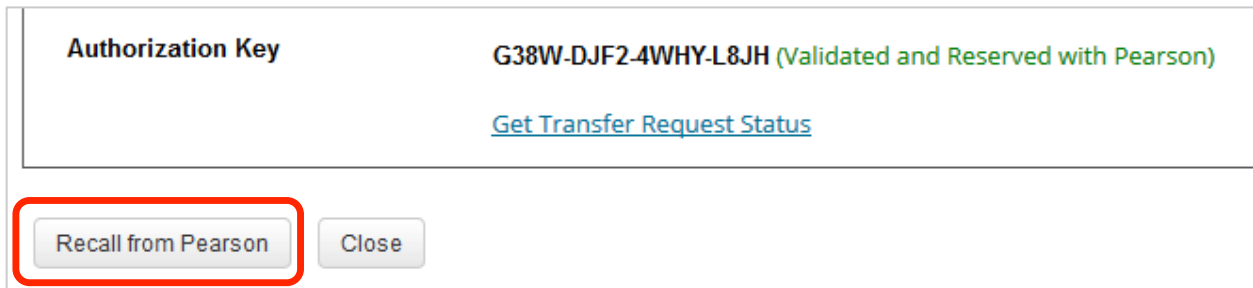 Authorization Key G38W-DJF2-4WHY-L8JH (Validated and Reserved with Pearson)
Get Transfer Request Status
Recall from Pearson Close